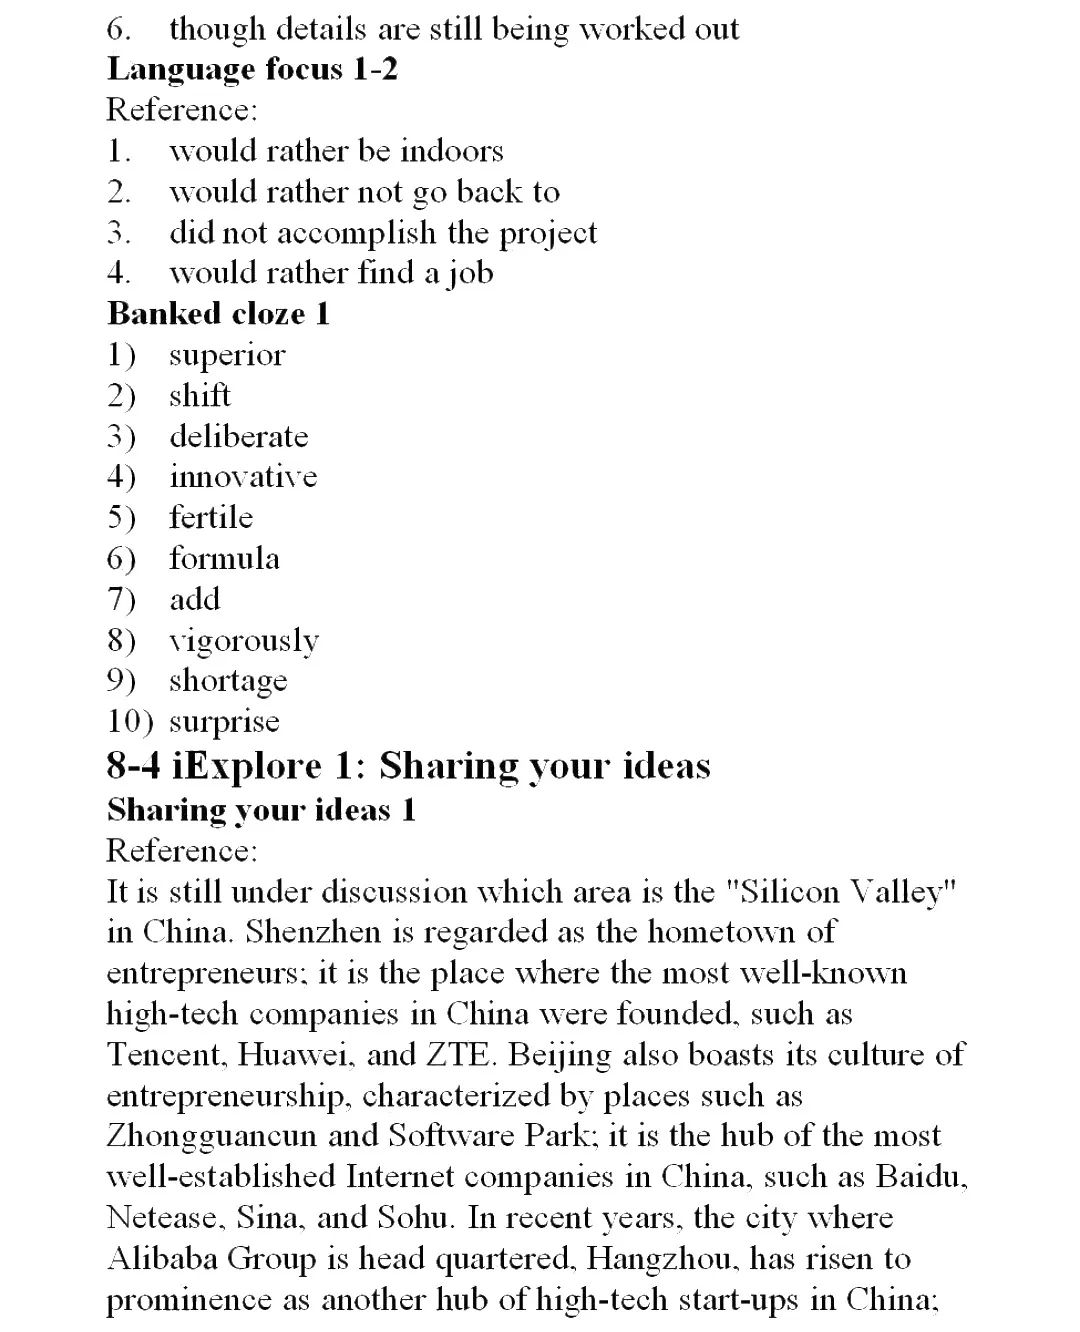 6. though details are still being worked out
Language focus 1-2
Reference:
1. would rather be indoors
2. would rather not go back to
3. did not accomplish the project
4. would rather find a job
Banked cloze 1
1) superior
2) shift
3) deliberate
4) innovative
5) fertile
6) formula
7) add
8) vigorously
9) shortage
10) surprise
8-4 iExplore 1: Sharing your ideas
Sharing your ideas 1
Reference:
It is still under discussion which area is the "Silicon Valley"
in China. Shenzhen is regarded as the hometown of
entrepreneurs; it is the place where the most well-known
high-tech companies in China were founded, such as
Tencent, Huawei, and ZTE. Beijing also boasts its culture of
entrepreneurship, characterized by places such as
Zhongguancun and Software Park; it is the hub of the most
well-established Internet companies in China, such as Baidu,
Netease, Sina, and Sohu. In recent years, the city where
Alibaba Group is head quartered, Hangzhou, has risen to
prominence as another hub of high-tech start-ups in China;